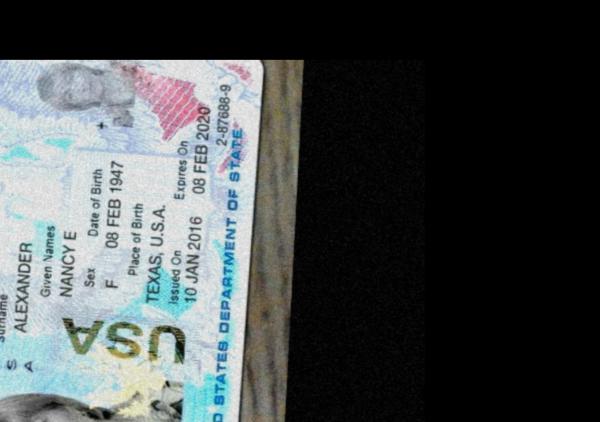 Surname
ALEXANDER
Given Names
NANCY E
Sex Date of Birth
F 08 FEB 1947
Place of Birth
TEXAS, U.S.A.
Issued On Expires On
10 JAN 2016 08 FEB 2020
2-87688-9
USA
STATES DEPARTMENT OF STATE